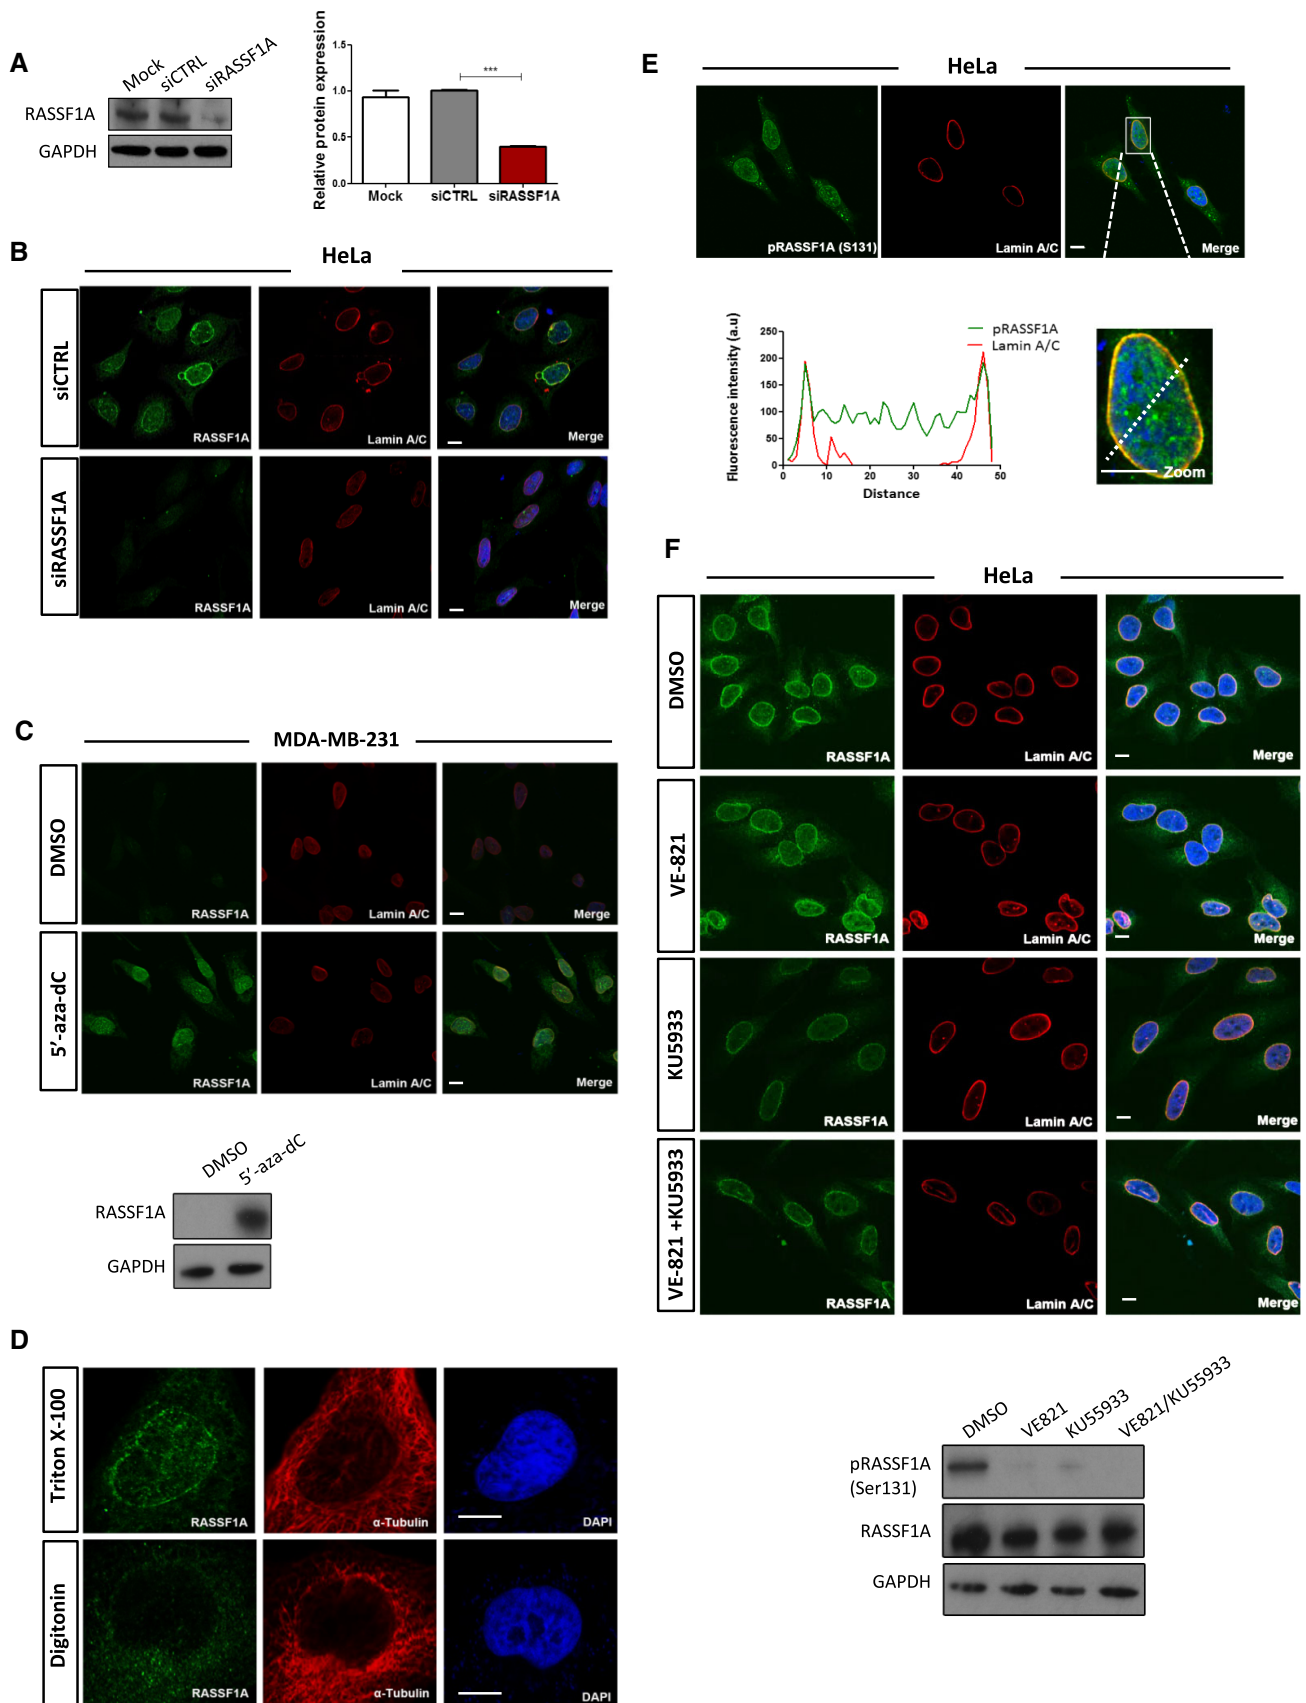 A
Mock
siCTRL
siRASSF1A
RASSF1A
GAPDH
Relative protein expression
1.5
1.0
0.5
0.0
***
Mock
siCTRL
siRASSF1A
B
HeLa
siCTRL
RASSF1A
Lamin A/C
Merge
siRASSF1A
RASSF1A
Lamin A/C
Merge
C
MDA-MB-231
DMSO
RASSF1A
Lamin A/C
Merge
5'-aza-dC
RASSF1A
Lamin A/C
Merge
DMSO
5'-aza-dC
RASSF1A
GAPDH
D
Triton X-100
RASSF1A
α-Tubulin
DAPI
Digitonin
RASSF1A
α-Tubulin
DAPI
E
HeLa
pRASSF1A (S131)
Lamin A/C
Merge
Fluorescence intensity (a.u)
250
200
150
100
50
0
0
10
20
30
40
50
Distance
pRASSF1A
Lamin A/C
Zoom
F
HeLa
DMSO
RASSF1A
Lamin A/C
Merge
VE-821
RASSF1A
Lamin A/C
Merge
KU5933
RASSF1A
Lamin A/C
Merge
VE-821 +KU5933
RASSF1A
Lamin A/C
Merge
DMSO
VE821
KU55933
VE821/KU55933
pRASSF1A
(Ser131)
RASSF1A
GAPDH